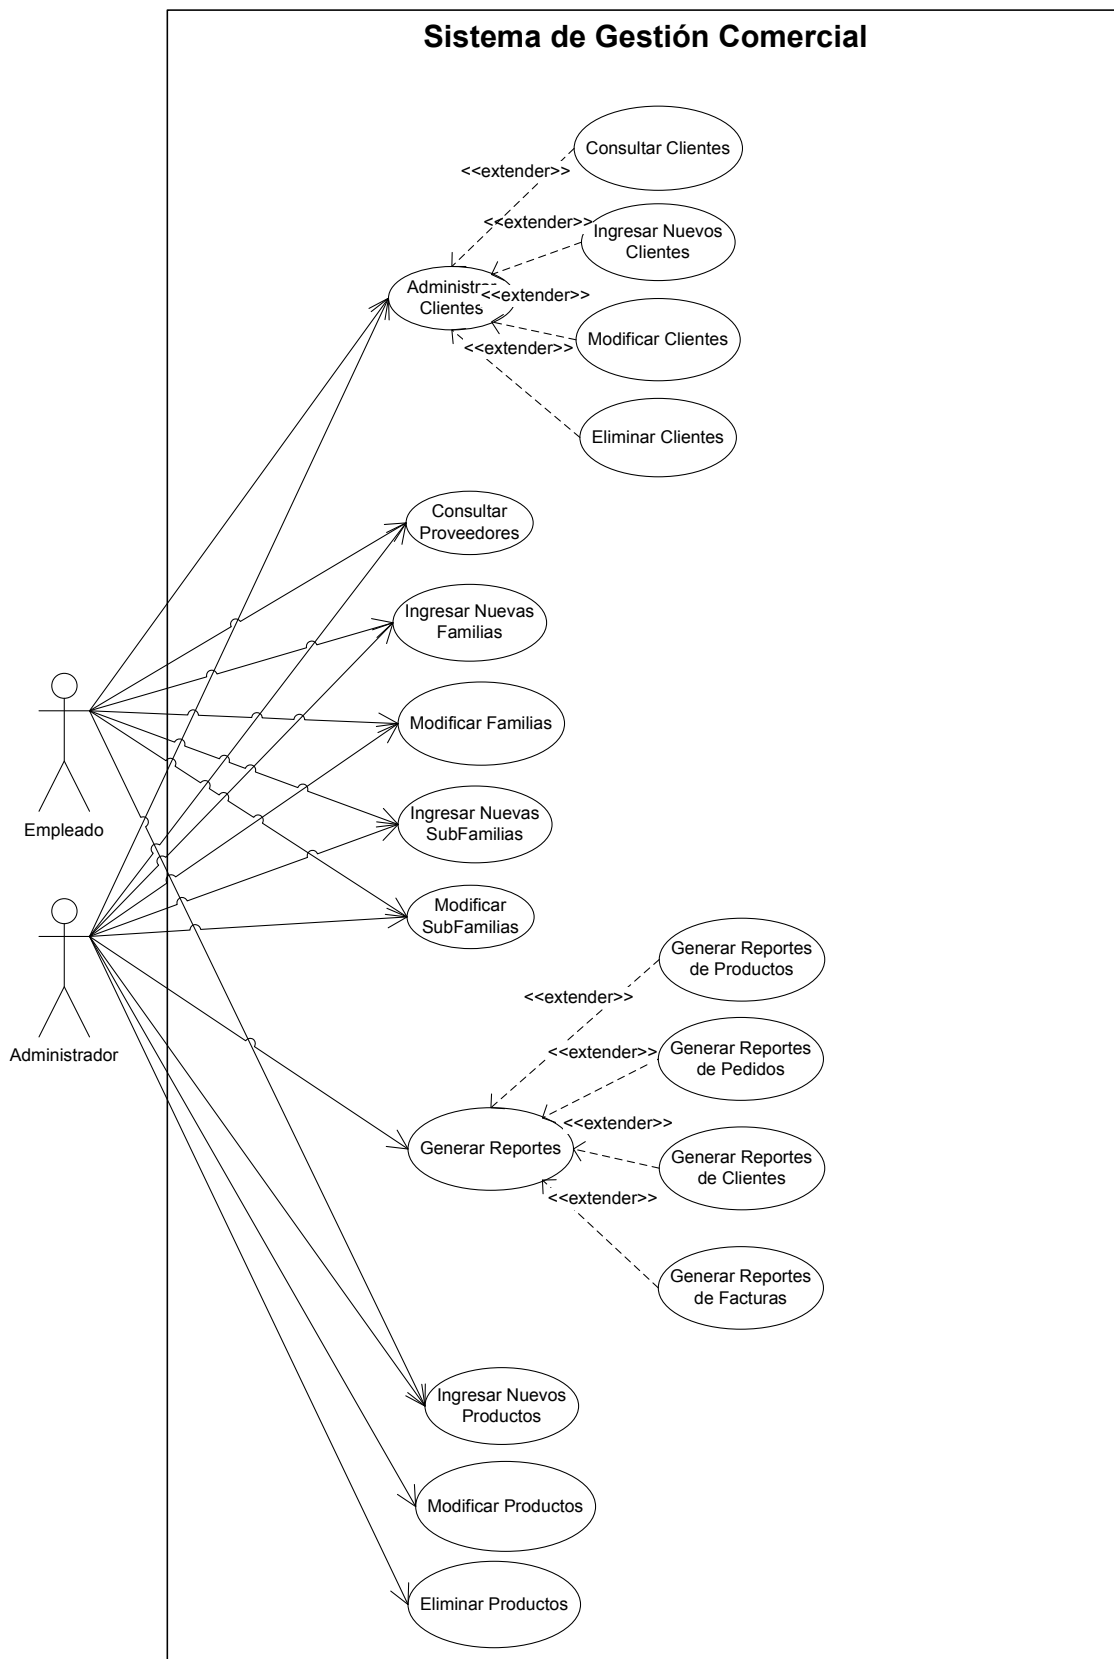 Sistema de Gestión Comercial
Consultar Clientes
<<extender>>
<<extender>>
Ingresar Nuevos
Clientes
Administr
Clientes
<<extender>>
<<extender>>
Modificar Clientes
Eliminar Clientes
Consultar
Proveedores
Ingresar Nuevas
Familias
Modificar Familias
Ingresar Nuevas
SubFamilias
Empleado
Modificar
SubFamilias
Administrador
Generar Reportes
de Productos
<<extender>>
<<extender>>
Generar Reportes
de Pedidos
<<extender>>
Generar Reportes
Generar Reportes
de Clientes
<<extender>>
Generar Reportes
de Facturas
Ingresar Nuevos
Productos
Modificar Productos
Eliminar Productos